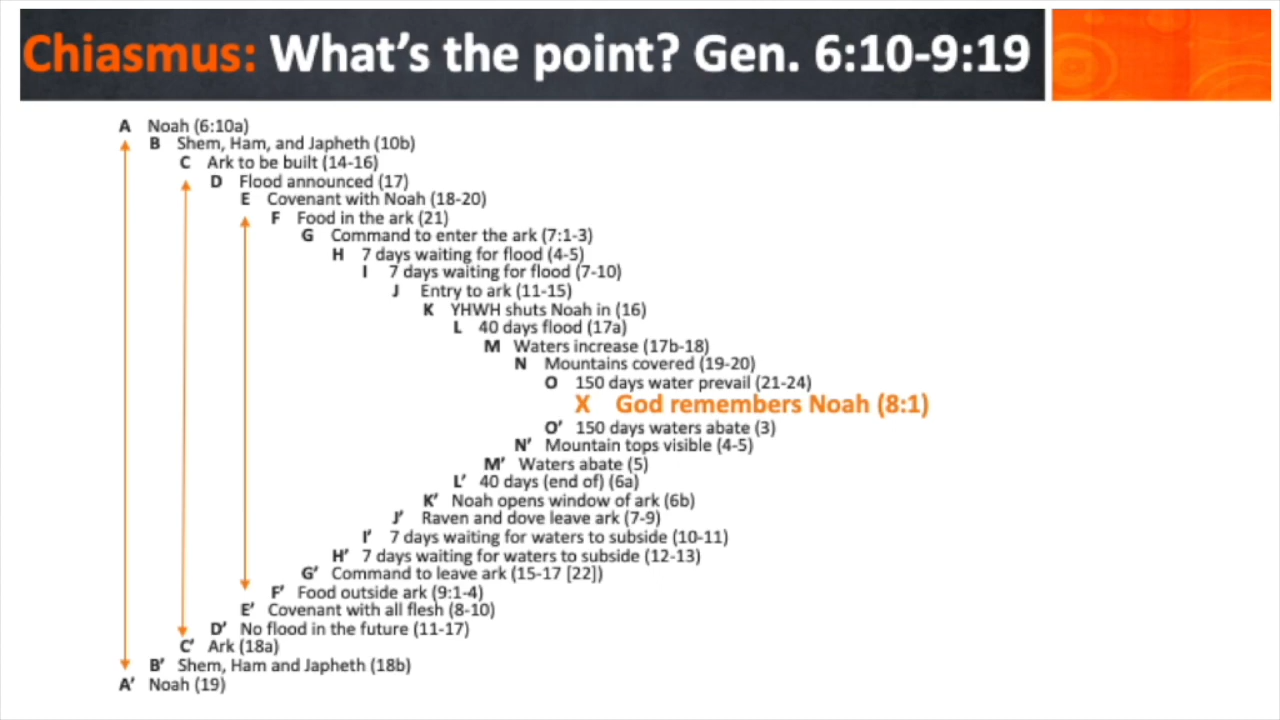 Chiasmus: What's the point? Gen. 6:10-9:19
A Noah (6:10a)
B Shem, Ham, and Japheth (10b)
C Ark to be built (14-16)
D Flood announced (17)
E Covenant with Noah (18-20)
F Food in the ark (21)
G Command to enter the ark (7:1-3)
H 7 days waiting for flood (4-5)
I 7 days waiting for flood (7-10)
J Entry to ark (11-15)
K YHWH shuts Noah in (16)
L 40 days flood (17a)
M Waters increase (17b-18)
N Mountains covered (19-20)
O 150 days water prevail (21-24)
X God remembers Noah (8:1)
O’ 150 days waters abate (3)
N’ Mountain tops visible (4-5)
M’ Waters abate (5)
L’ 40 days (end of) (6a)
K’ Noah opens window of ark (6b)
J’ Raven and dove leave ark (7-9)
I’ 7 days waiting for waters to subside (10-11)
H’ 7 days waiting for waters to subside (12-13)
G’ Command to leave ark (15-17 [22])
F’ Food outside ark (9:1-4)
E’ Covenant with all flesh (8-10)
D’ No flood in the future (11-17)
C’ Ark (18a)
B’ Shem, Ham and Japheth (18b)
A’ Noah (19)